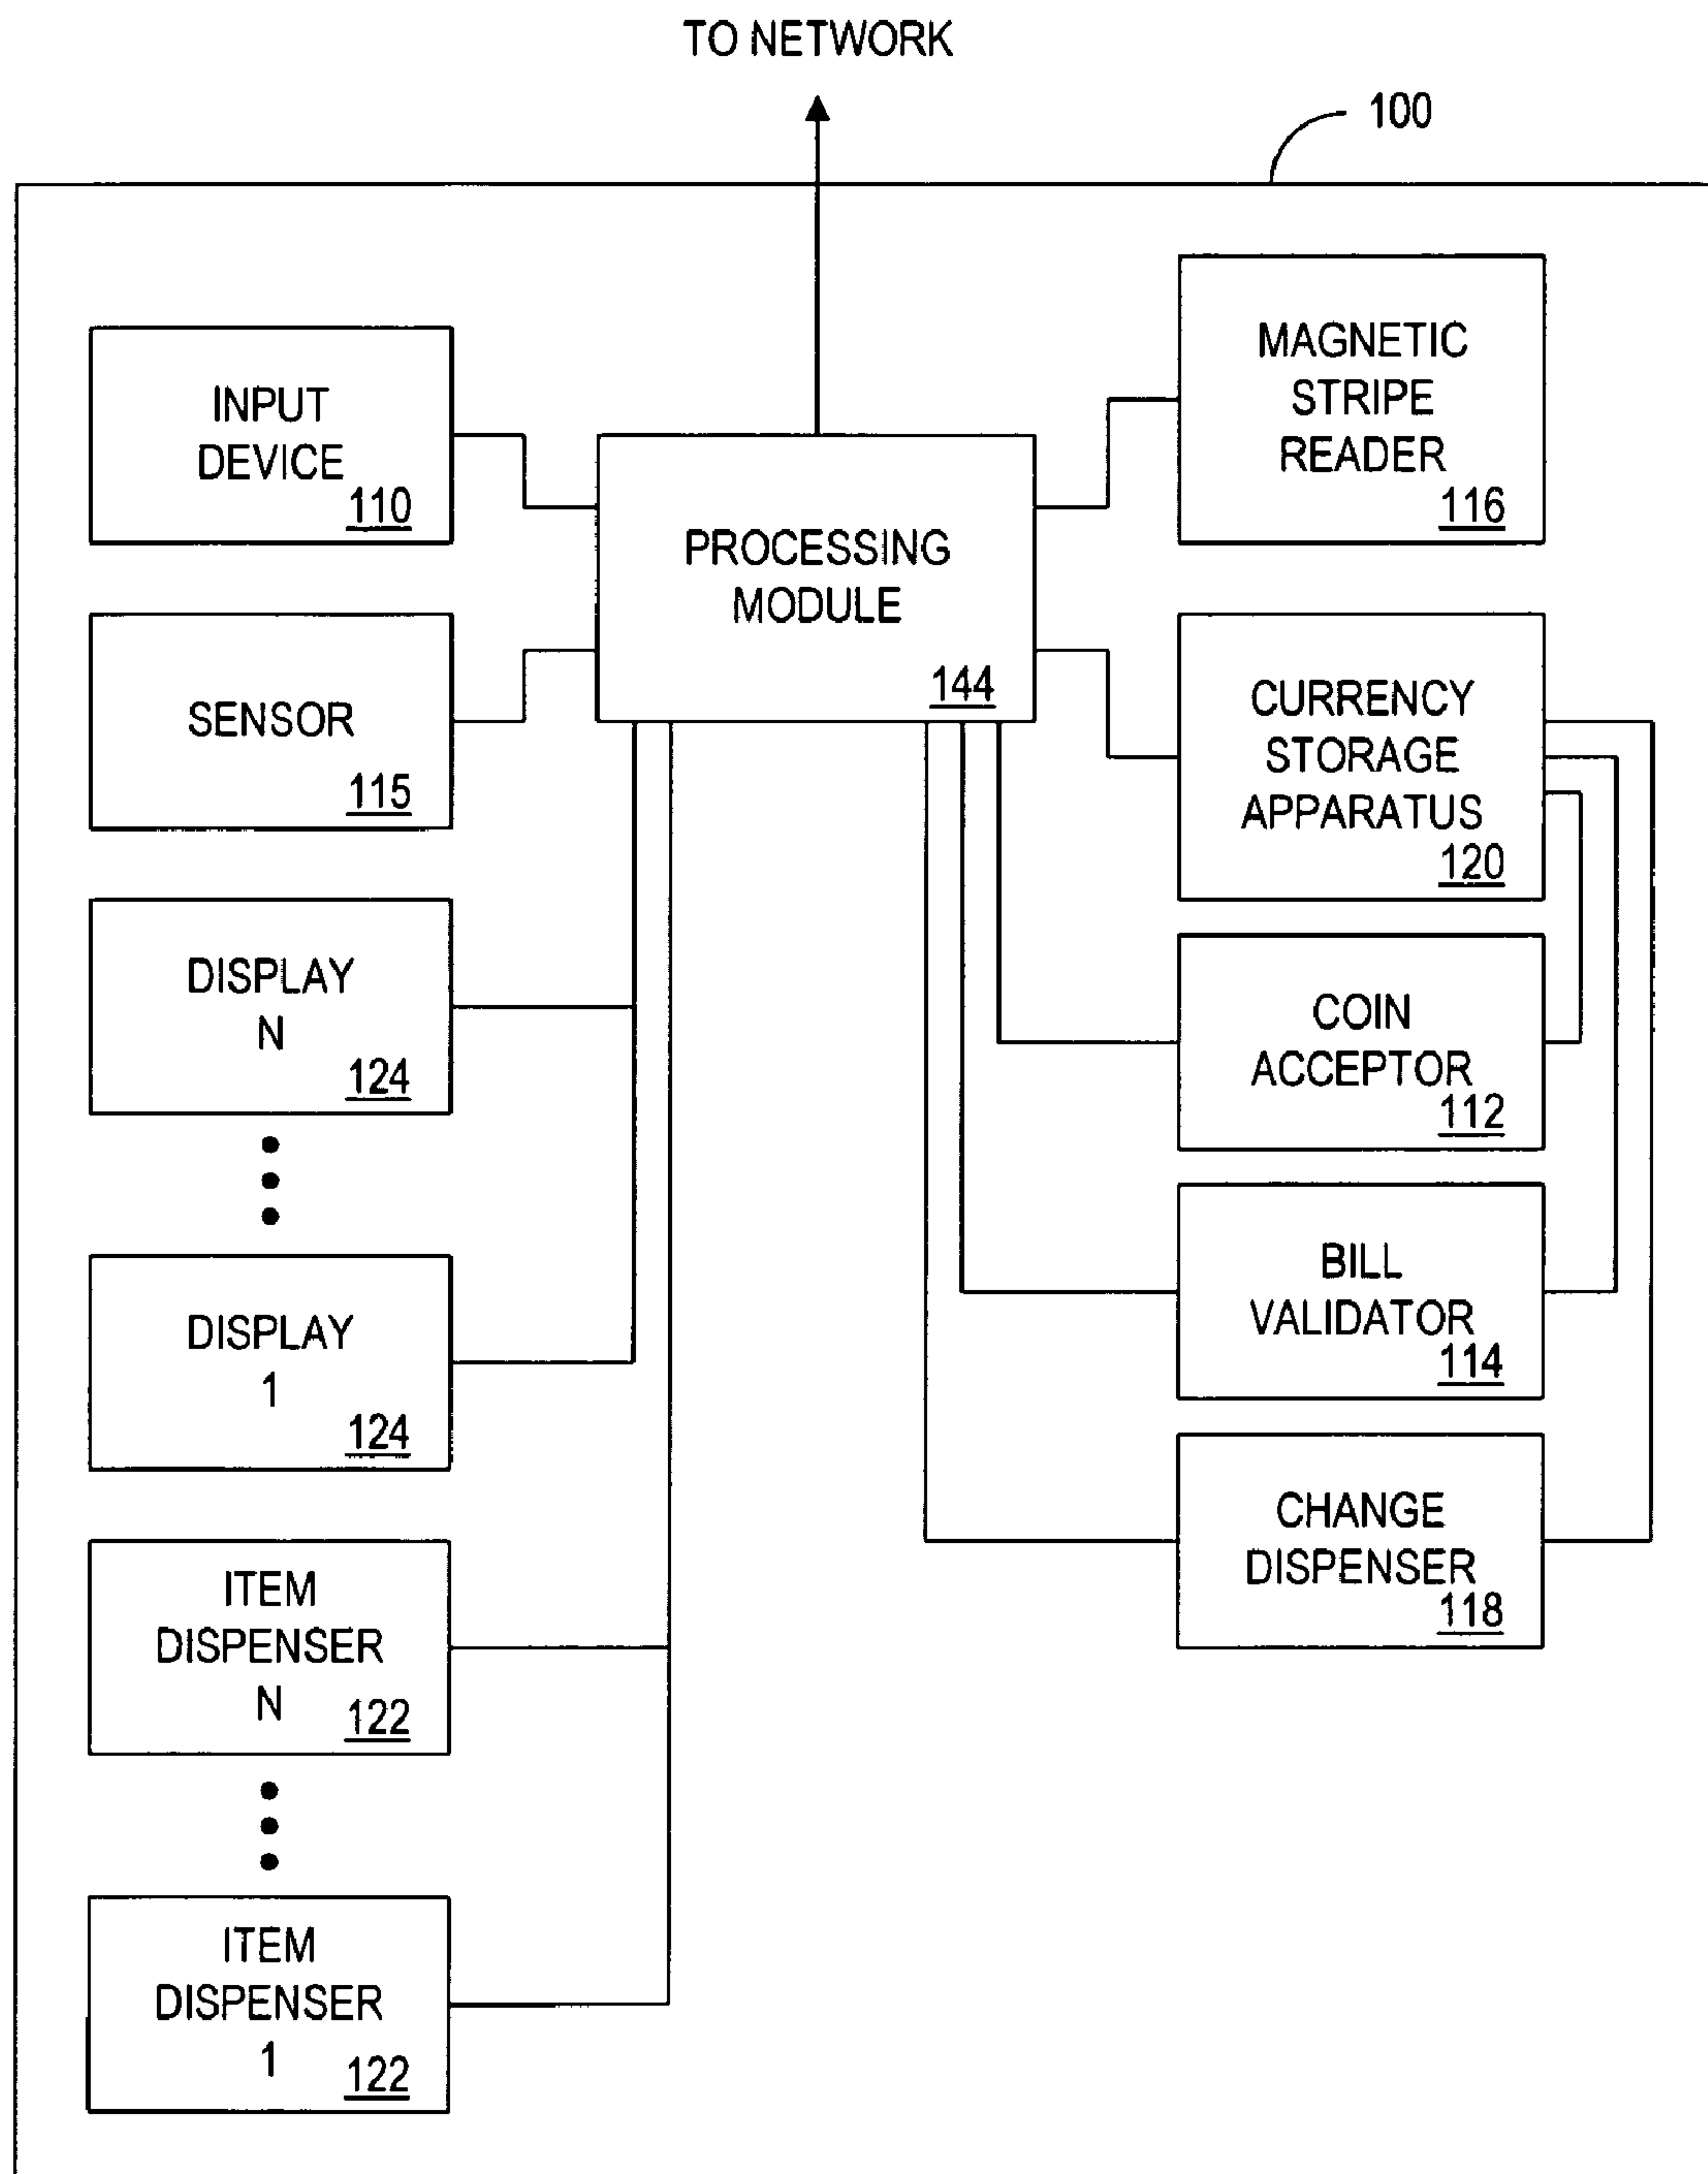 TO NETWORK
100
INPUT
DEVICE
110
SENSOR
115
DISPLAY
N
124
DISPLAY
1
124
ITEM
DISPENSER
N
122
ITEM
DISPENSER
1
122
PROCESSING
MODULE
144
MAGNETIC
STRIPE
READER
116
CURRENCY
STORAGE
APPARATUS
120
COIN
ACCEPTOR
112
BILL
VALIDATOR
114
CHANGE
DISPENSER
118